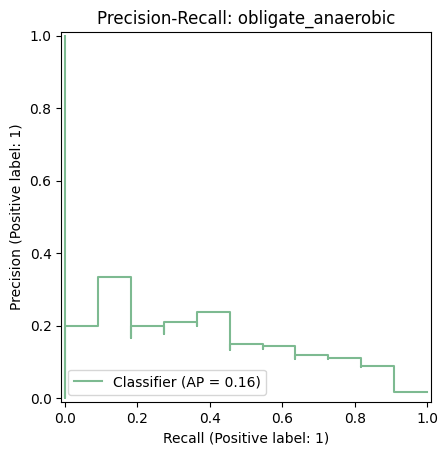 Precision-Recall: obligate_anaerobic
Precision (Positive label: 1)
1.0
0.8
0.6
0.4
0.2
0.0
Classifier (AP = 0.16)
0.0 0.2 0.4 0.6 0.8 1.0
Recall (Positive label: 1)